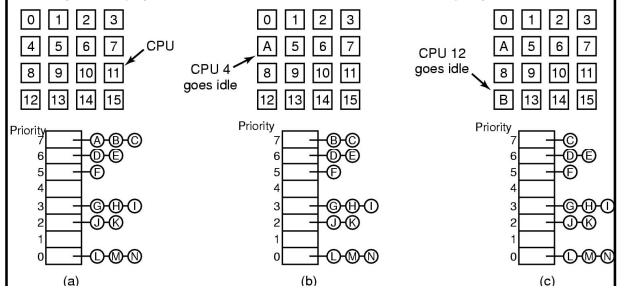 0 1 2 3
4 5 6 7
8 9 10 11
12 13 14 15
CPU
Priority
7 A B C
6 D E
5 F
4
3 G H I
2 J K
1
0 L M N
(a)
0 1 2 3
A 5 6 7
8 9 10 11
12 13 14 15
CPU 4
goes idle
Priority
7 B C
6 D E
5 F
4
3 G H I
2 J K
1
0 L M N
(b)
0 1 2 3
A 5 6 7
8 9 10 11
B 13 14 15
CPU 12
goes idle
Priority
7 C
6 D E
5 F
4
3 G H I
2 J K
1
0 L M N
(c)